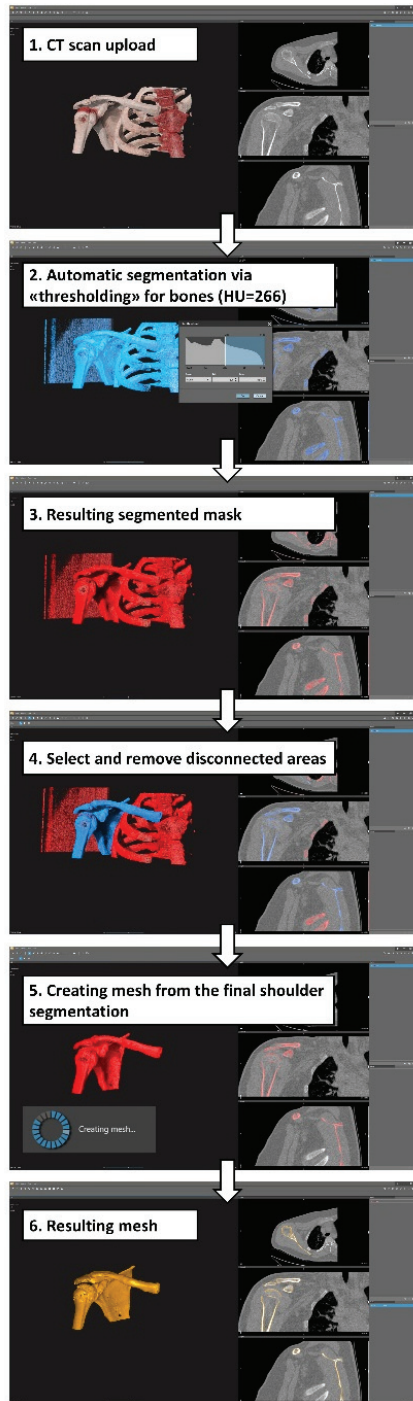 1. CT scan upload
2. Automatic segmentation via
«thresholding» for bones (HU=266)
3. Resulting segmented mask
4. Select and remove disconnected areas
5. Creating mesh from the final shoulder
segmentation
Creating mesh...
6. Resulting mesh